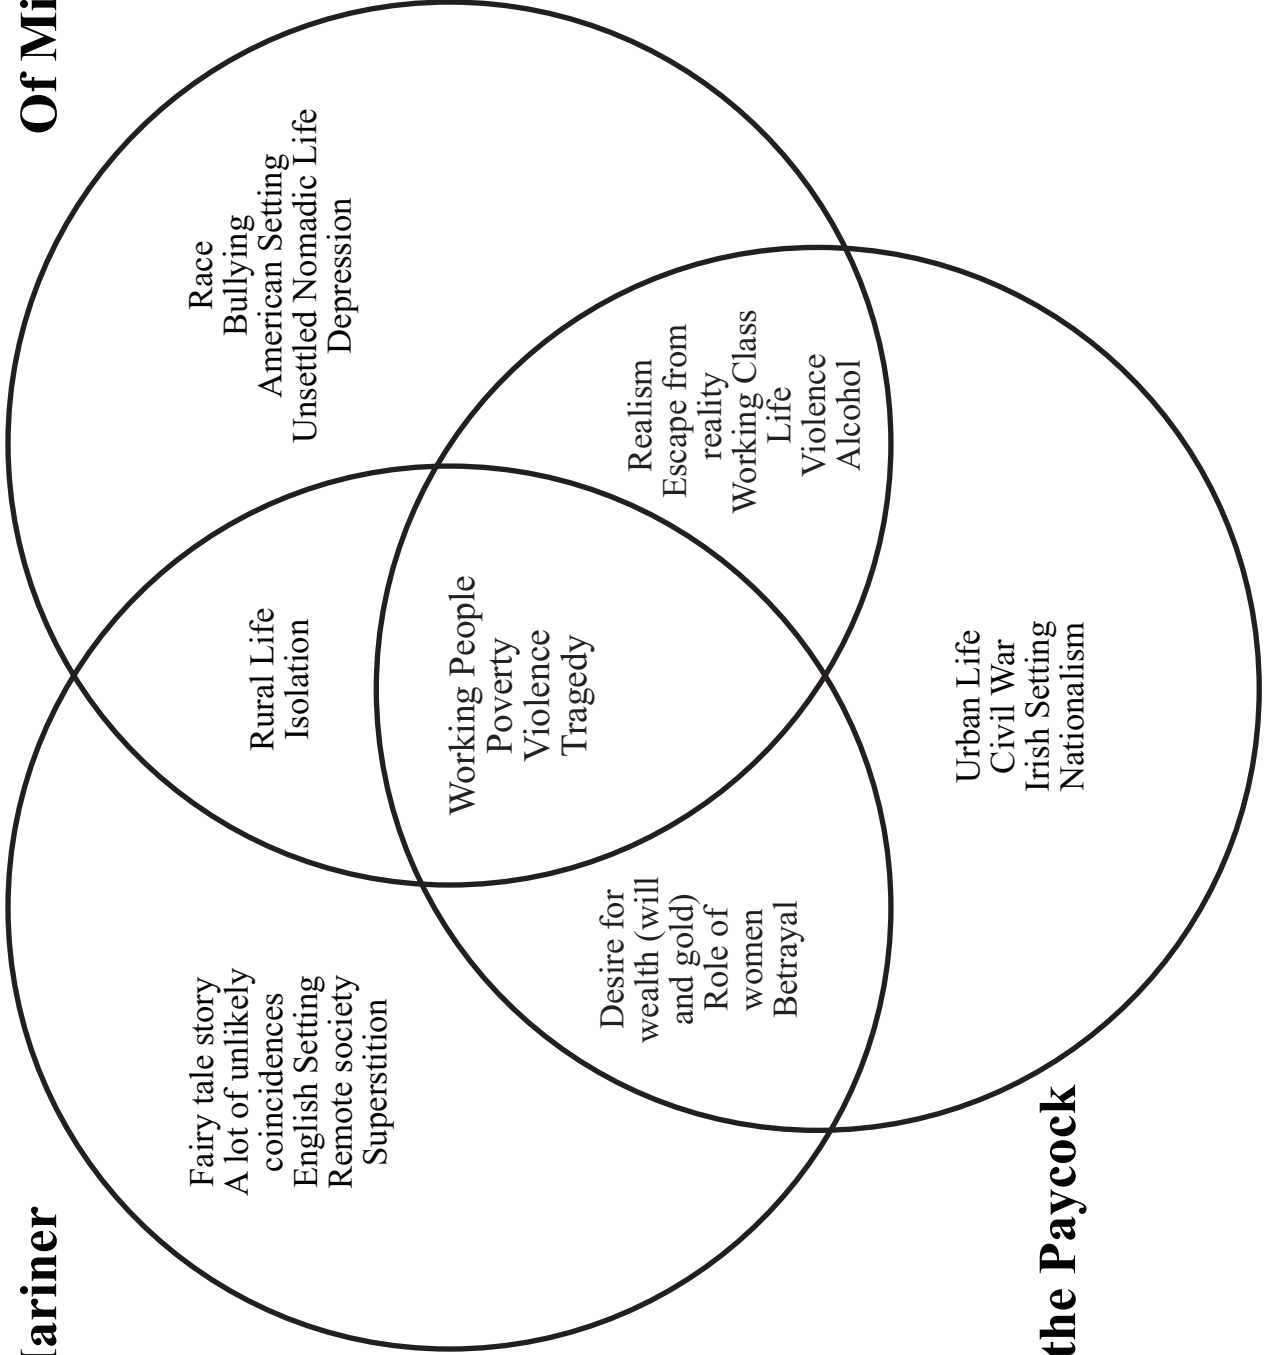 Mariner
Of Mi
Fairy tale story
A lot of unlikely
coincidences
English Setting
Remote society
Superstition
Rural Life
Isolation
Race
Bullying
American Setting
Unsettled Nomadic Life
Depression
Working People
Poverty
Violence
Tragedy
Desire for
wealth (will
and gold)
Role of
women
Betrayal
Realism
Escape from
reality
Working Class
Life
Violence
Alcohol
Urban Life
Civil War
Irish Setting
Nationalism
the Paycock